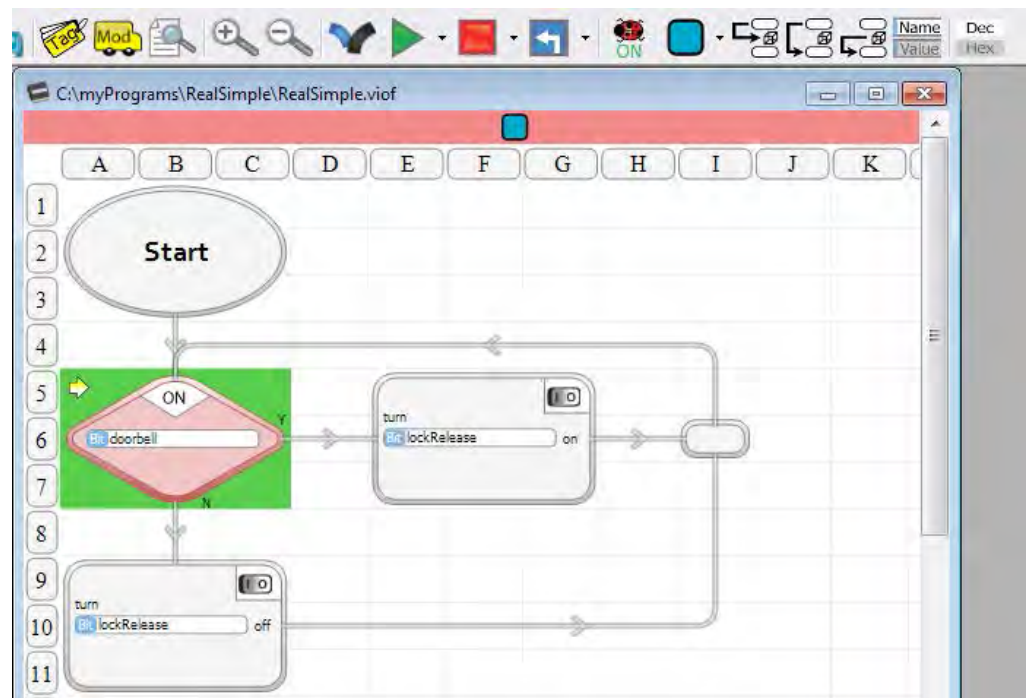 Tag Mod ON Name Value Dec Hex
C:\myPrograms\RealSimple\RealSimple.viof
A B C D E F G H I J K
1
2 Start
3
4
5 ON I O
turn
Y
6 Bit doorbell Bit lockRelease on
7
N
8
9 I O
turn
10 Bit lockRelease off
11